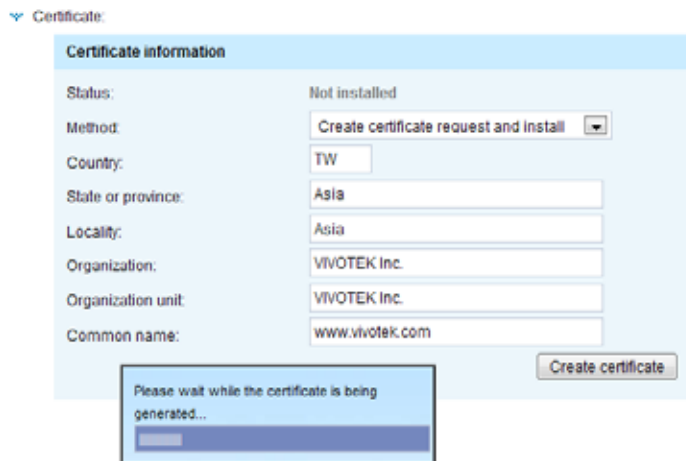 Certificate:
Certificate information
Status: Not installed
Method: Create certificate request and install
Country: TW
State or province: Asia
Locality: Asia
Organization: VIVOTEK Inc.
Organization unit: VIVOTEK Inc.
Common name: www.vivotek.com
Create certificate
Please wait while the certificate is being
generated...